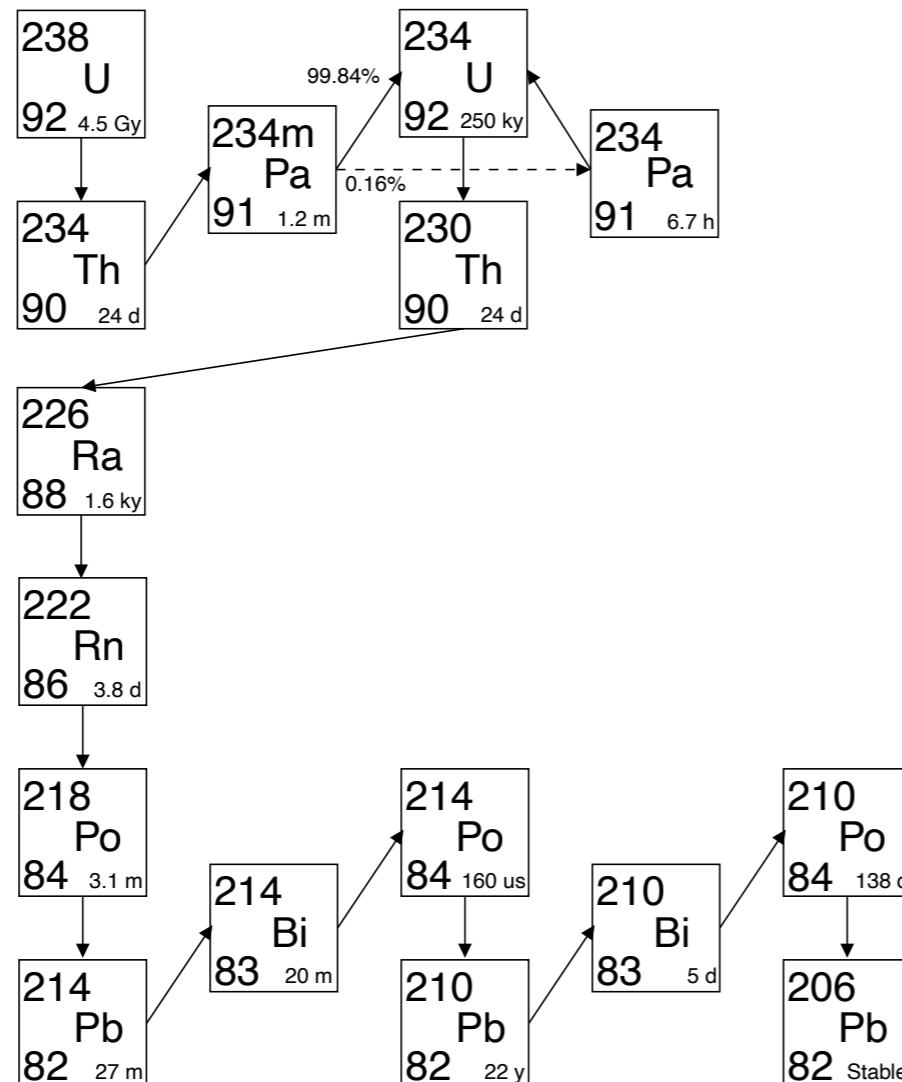 238
U
92 4.5 Gy
99.84%
234
U
92 250 ky
234m
Pa
91 1.2 m
0.16%
234
Pa
91 6.7 h
234
Th
90 24 d
230
Th
90 24 d
226
Ra
88 1.6 ky
222
Rn
86 3.8 d
218
Po
84 3.1 m
214
Bi
83 20 m
214
Po
84 160 us
210
Bi
83 5 d
210
Po
84 138 d
214
Pb
82 27 m
210
Pb
82 22 y
206
Pb
82 Stable